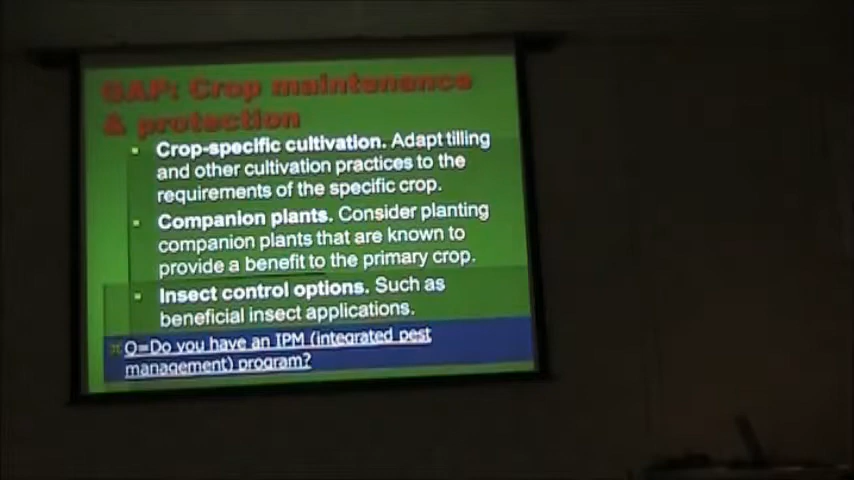 GAP: Crop maintenance
& protection
Crop-specific cultivation. Adapt tilling
and other cultivation practices to the
requirements of the specific crop.
Companion plants. Consider planting
companion plants that are known to
provide a benefit to the primary crop.
Insect control options. Such as
beneficial insect applications.
Q=Do you have an IPM (integrated pest
management) program?